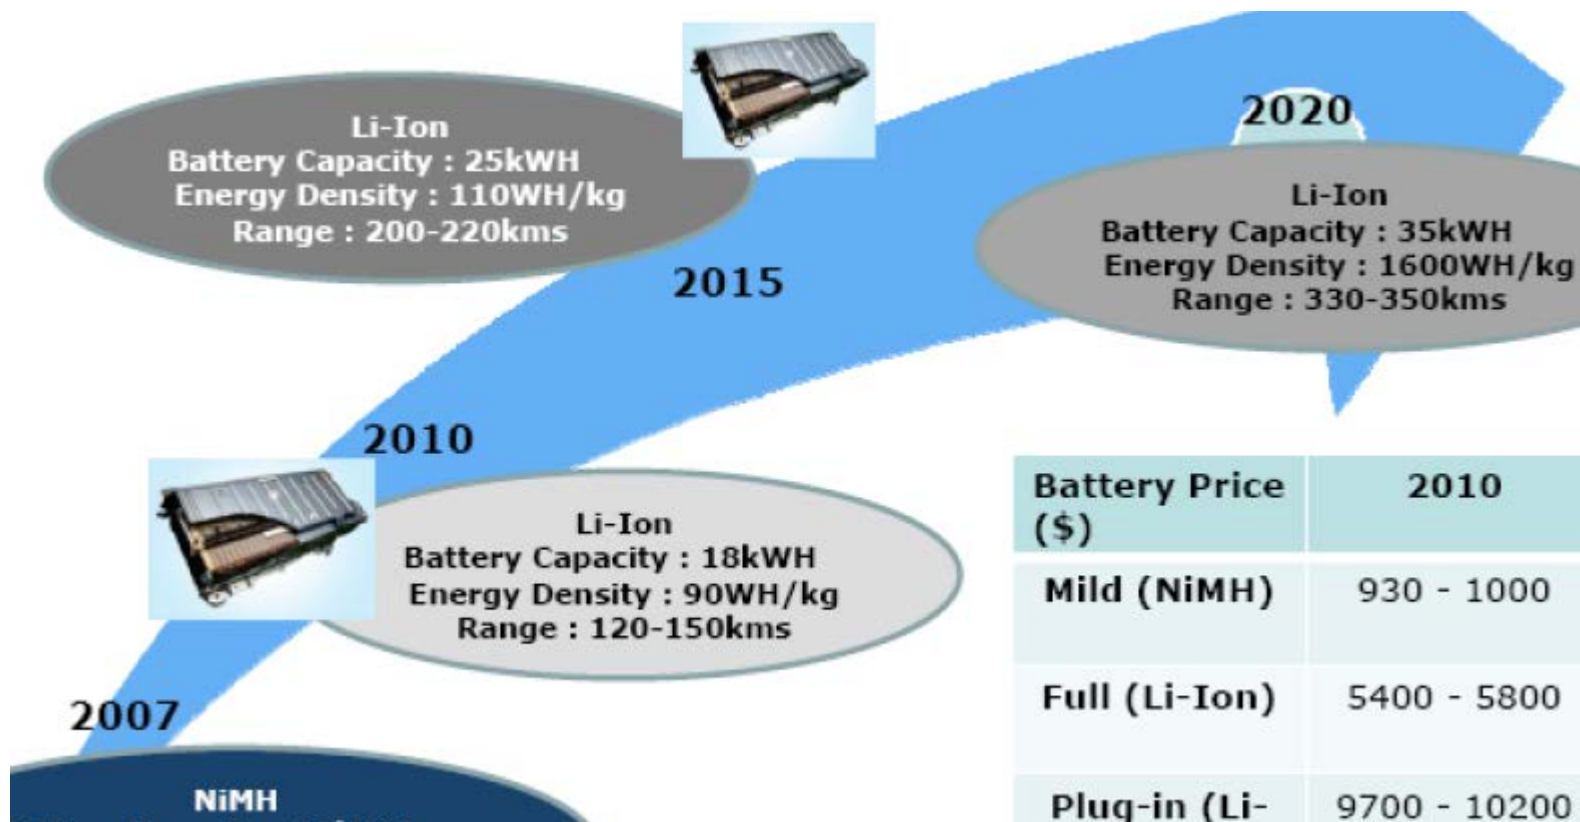 2020
Li-Ion
Battery Capacity : 25kWH
Energy Density : 110WH/kg
Range : 200-220kms
Li-Ion
Battery Capacity : 35kWH
Energy Density : 1600WH/kg
Range : 330-350kms
2015
2010
Li-Ion
Battery Capacity : 18kWH
Energy Density : 90WH/kg
Range : 120-150kms
2007
NiMH
Battery Price ($) 2010
Mild (NiMH) 930 - 1000
Full (Li-Ion) 5400 - 5800
Plug-in (Li- 9700 - 10200